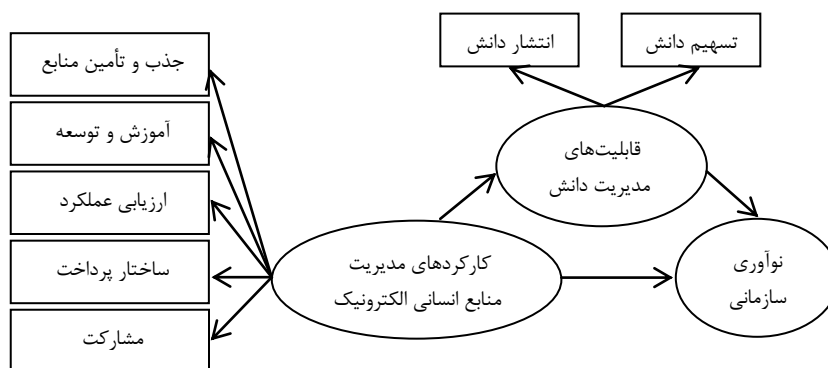 تسهیم دانش
انتشار دانش
جذب و تأمین منابع
آموزش و توسعه
ارزیابی عملکرد
ساختار پرداخت
مشارکت
قابلیت‌های
مدیریت دانش
کارکردهای مدیریت
منابع انسانی الکترونیک
نوآوری
سازمانی